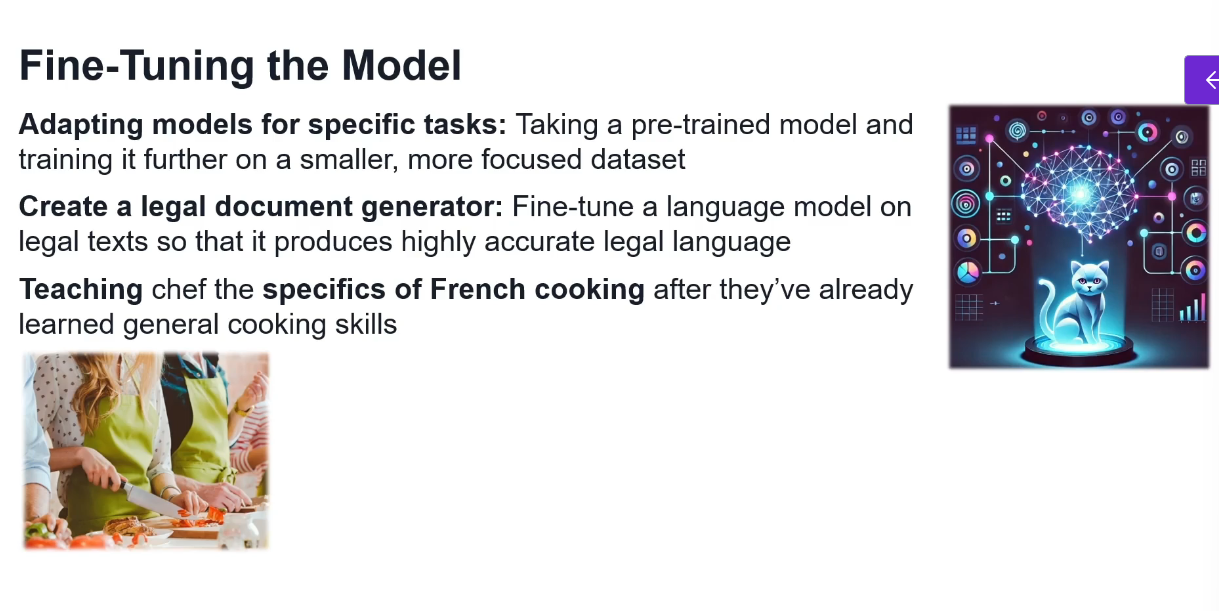 Fine-Tuning the Model
Adapting models for specific tasks: Taking a pre-trained model and
training it further on a smaller, more focused dataset
Create a legal document generator: Fine-tune a language model on
legal texts so that it produces highly accurate legal language
Teaching chef the specifics of French cooking after they’ve already
learned general cooking skills